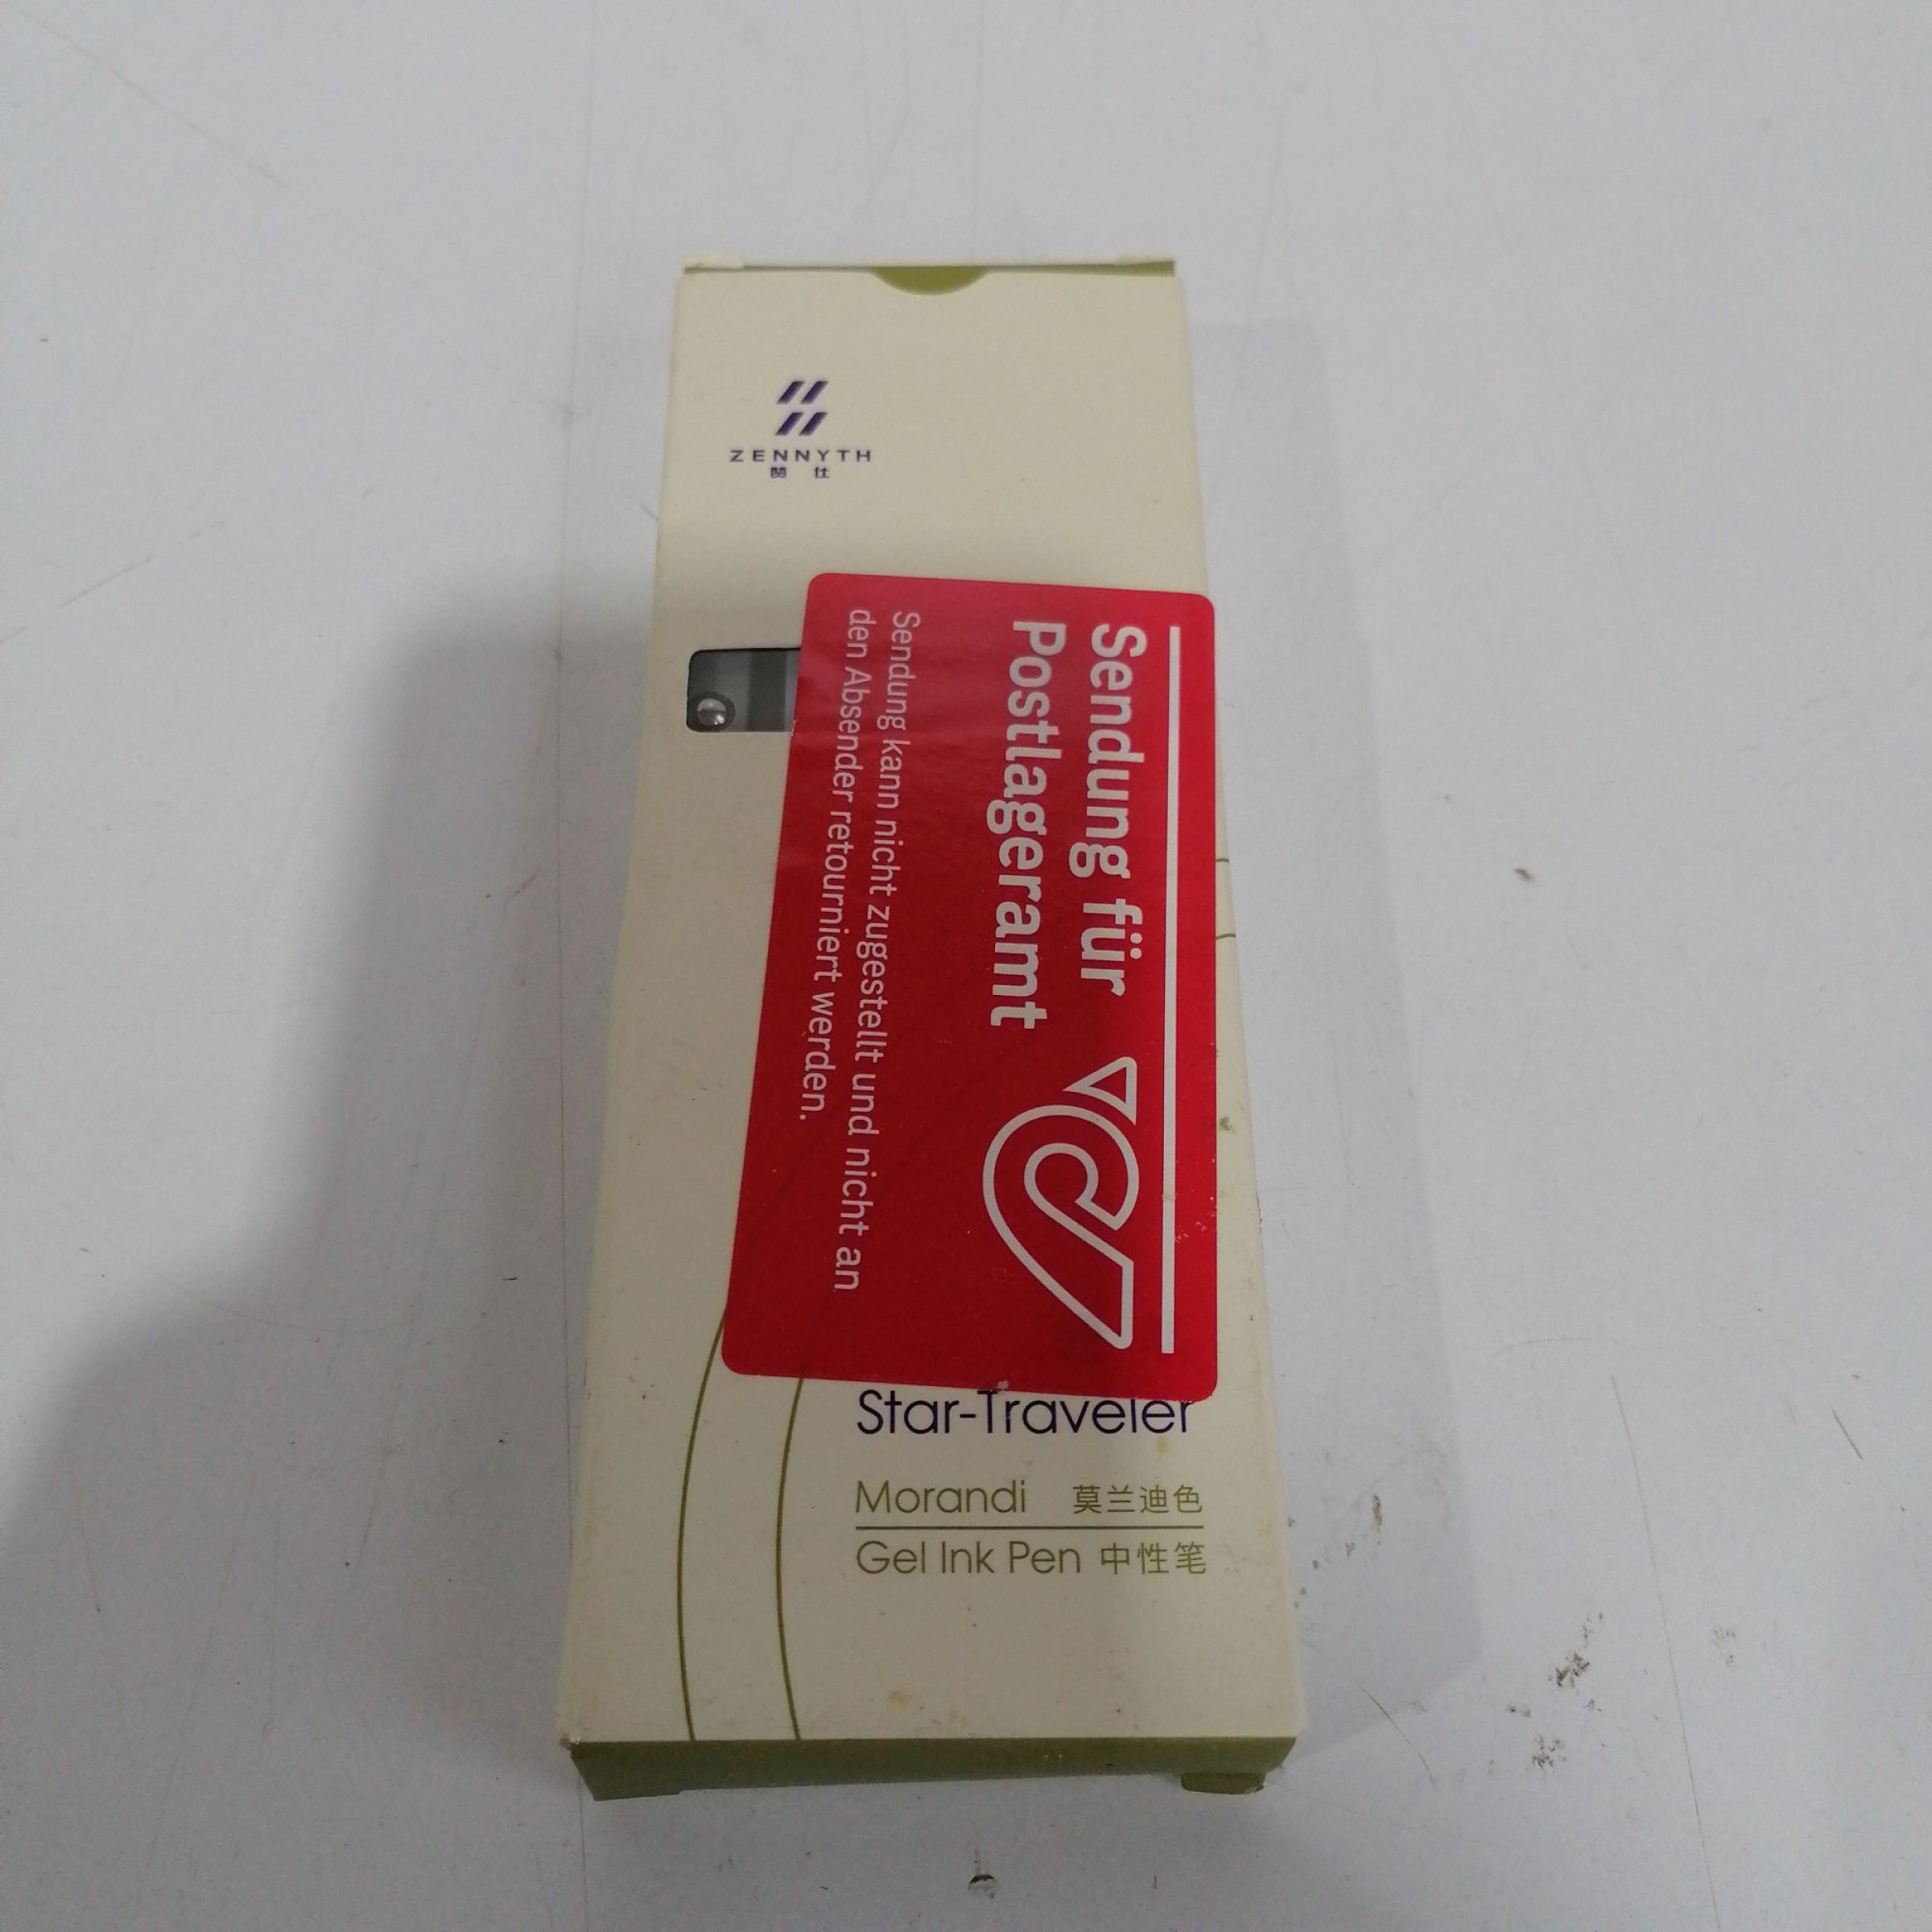 ZENNYTH
赞仕
Sendung für
Postlageramt
Sendung kann nicht zugestellt und nicht an
den Absender retourniert werden.
Star-Traveler
Morandi 莫兰迪色
Gel Ink Pen 中性笔